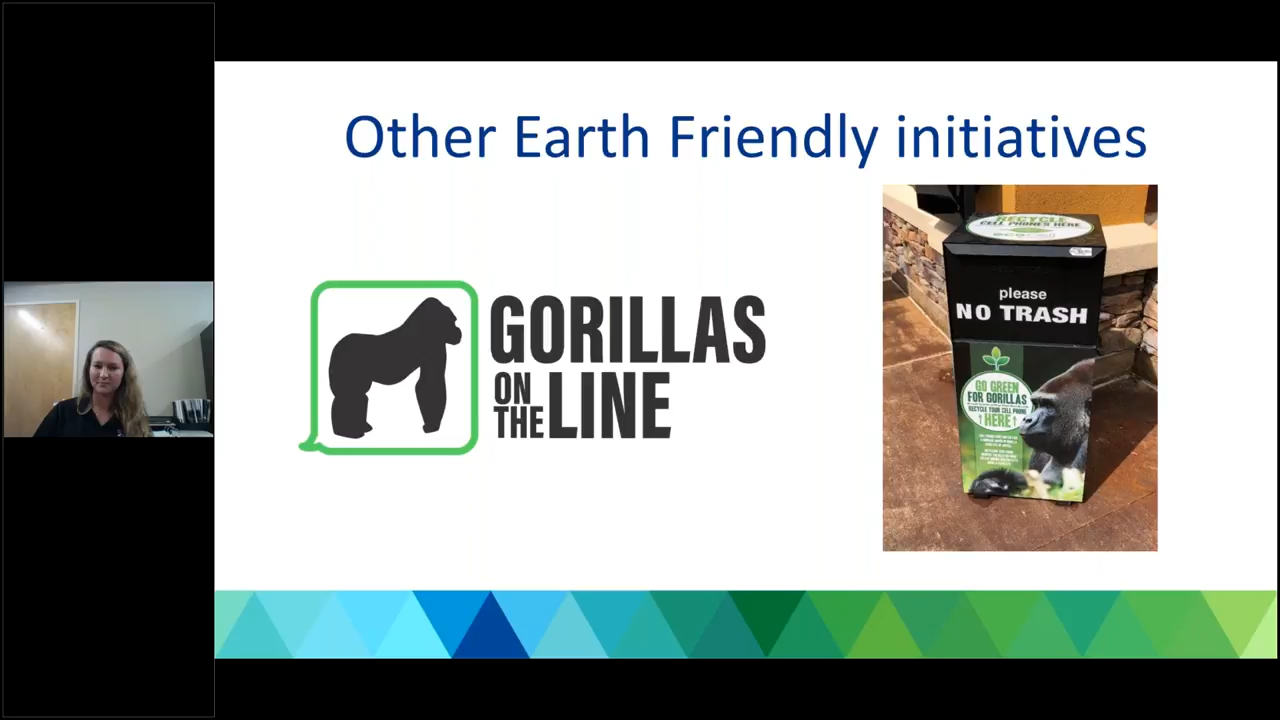 Other Earth Friendly initiatives
GORILLAS
ON
THE LINE
RECYCLE
CELL PHONES HERE
please
NO TRASH
GO GREEN
FOR GORILLAS
RECYCLE YOUR CELL PHONE
HERE